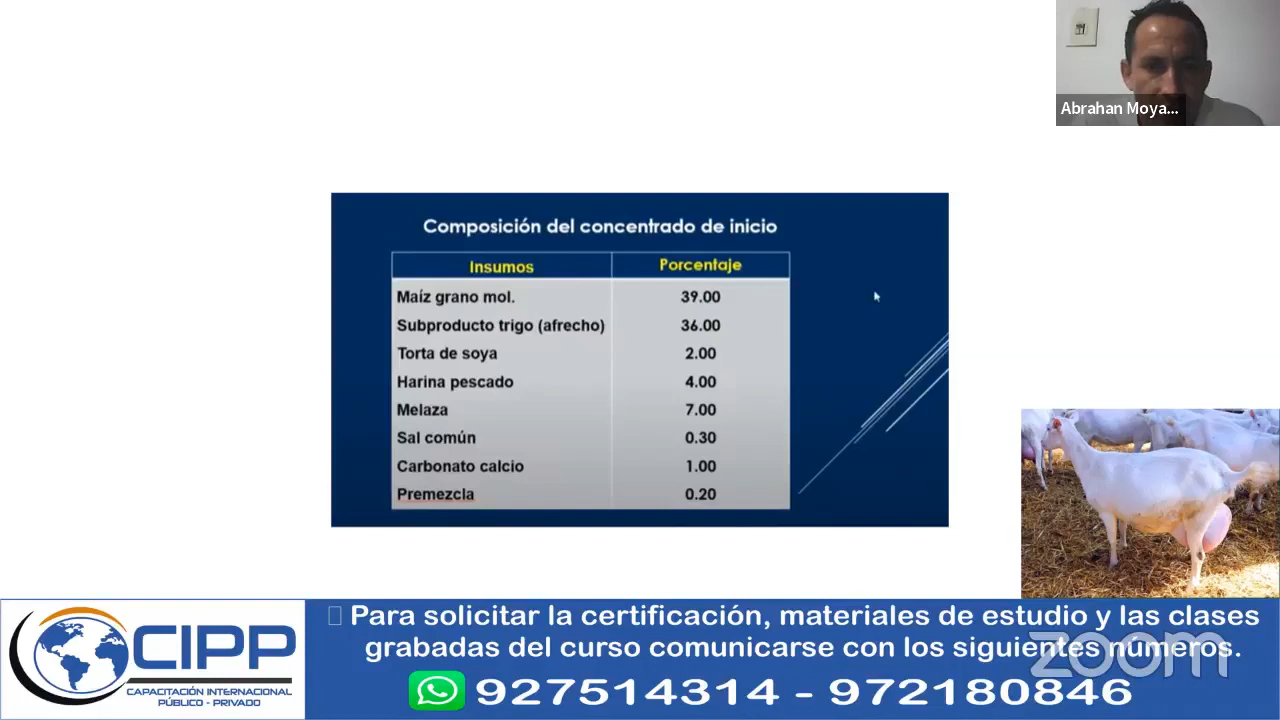 Abrahan Moya...
Composición del concentrado de inicio
Insumos Porcentaje
Maíz grano mol. 39.00
Subproducto trigo (afrecho) 36.00
Torta de soya 2.00
Harina pescado 4.00
Melaza 7.00
Sal común 0.30
Carbonato calcio 1.00
Premezcla 0.20
CIPP
CAPACITACIÓN INTERNACIONAL
PÚBLICO - PRIVADO
Para solicitar la certificación, materiales de estudio y las clases
grabadas del curso comunicarse con los siguientes números.
927514314 - 972180846
zoom